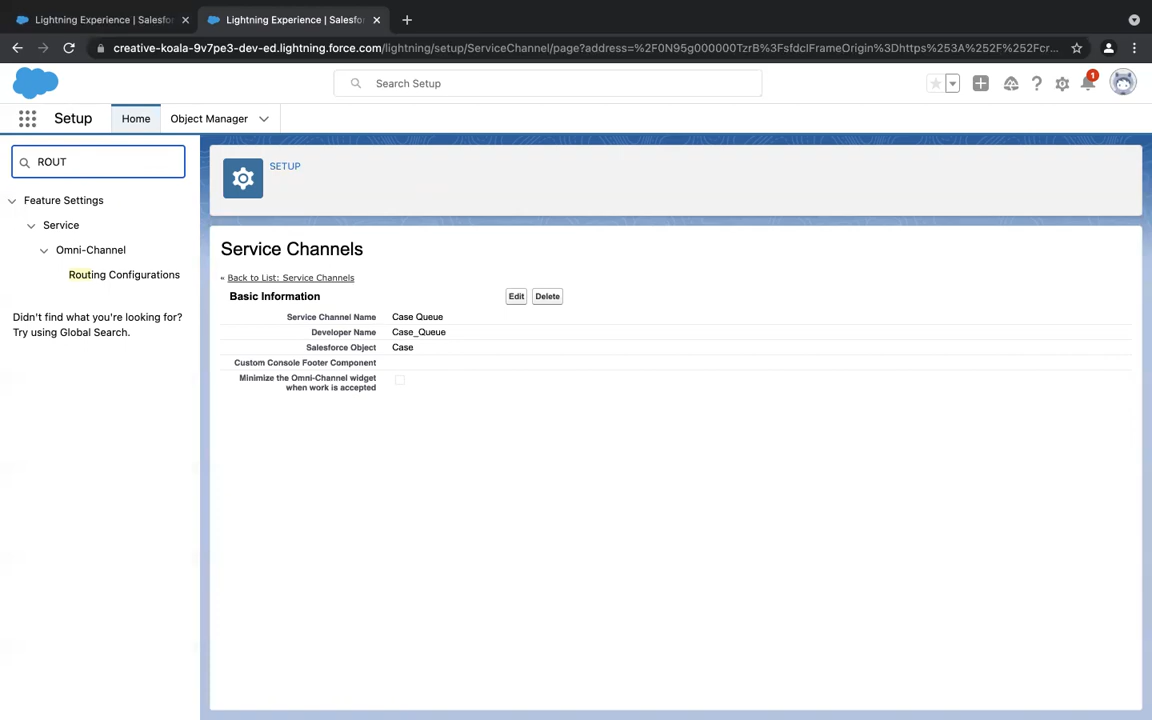 Lightning Experience | Salesfor
Lightning Experience | Salesfor
creative-koala-9v7pe3-dev-ed.lightning.force.com/lightning/setup/ServiceChannel/page?address=%2F0N95g000000TzrB%3FsfdcIFrameOrigin%3Dhttps%253A%252F%252Fcr...
Search Setup
1
Setup
Home
Object Manager
ROUT
Feature Settings
Service
Omni-Channel
Routing Configurations
Didn't find what you're looking for?
Try using Global Search.
SETUP
Service Channels
« Back to List: Service Channels
Basic Information
Edit
Delete
Service Channel Name Case Queue
Developer Name Case_Queue
Salesforce Object Case
Custom Console Footer Component
Minimize the Omni-Channel widget
when work is accepted